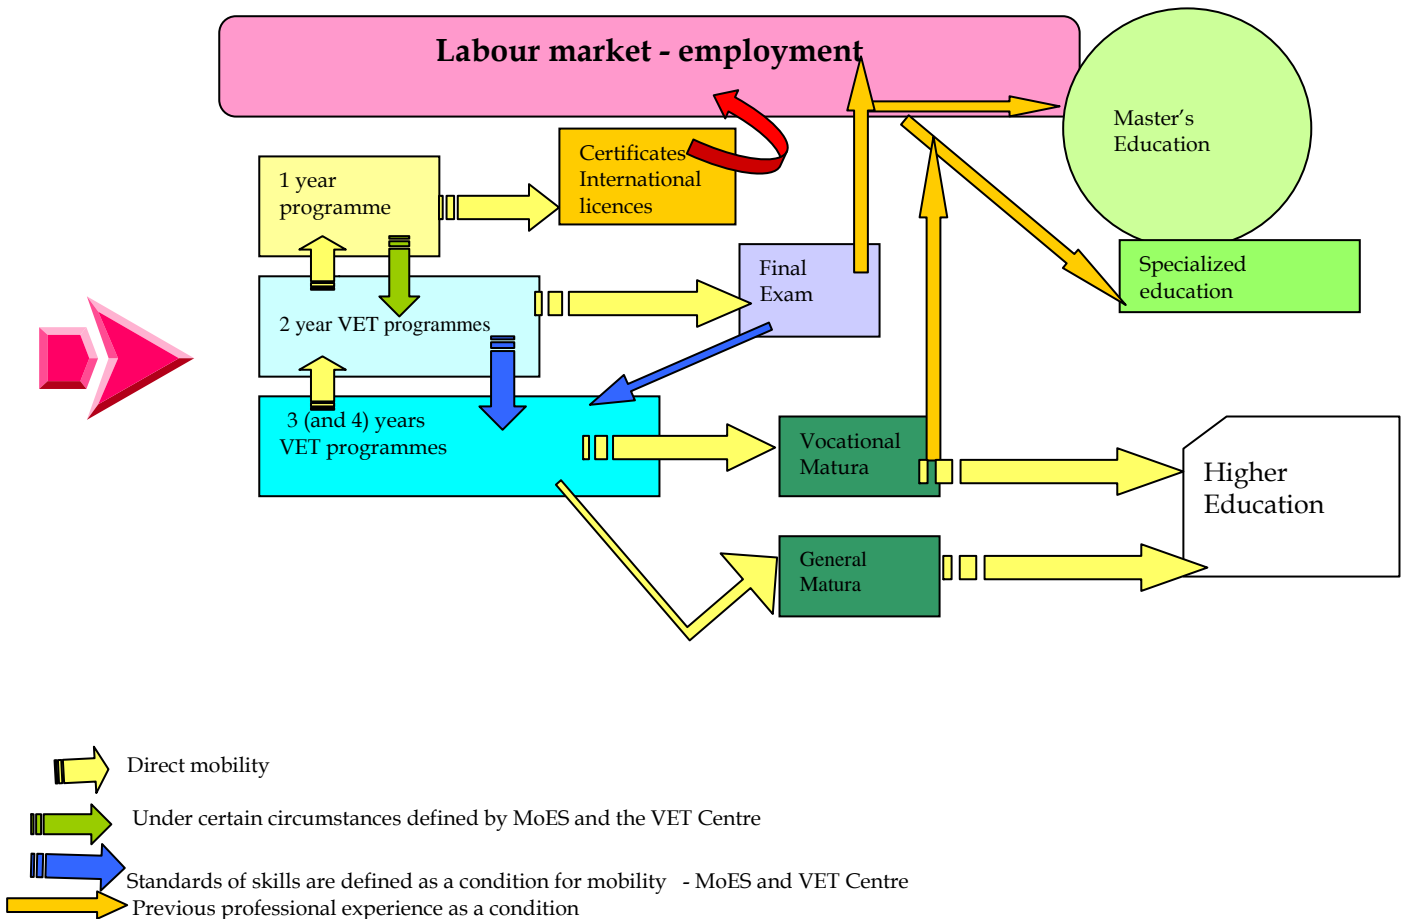 Labour market - employment
Master's
Education
Certificates
International
licences
1 year
programme
Final
Exam
Specialized
education
2 year VET programmes
3 (and 4) years
VET programmes
Vocational
Matura
Higher
Education
General
Matura
Direct mobility
Under certain circumstances defined by MoES and the VET Centre
Standards of skills are defined as a condition for mobility - MoES and VET Centre
Previous professional experience as a condition